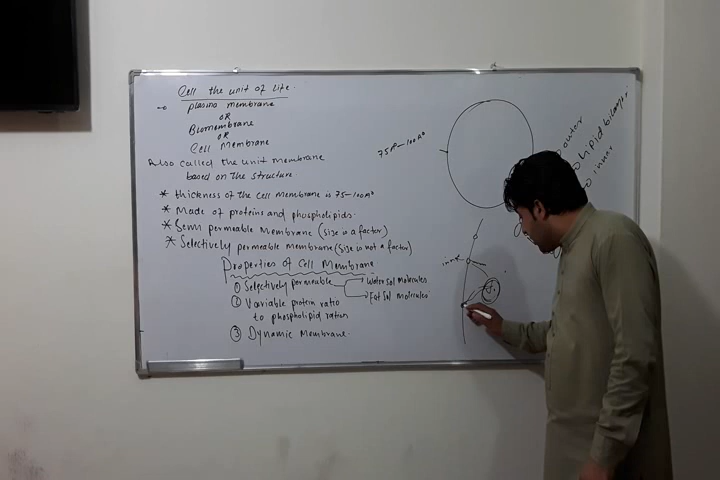 Cell the unit of Life.
→ plasma membrane
OR
Biomembrane
OR
Cell Membrane
Also called the unit membrane
based on the structure.
* thickness of the cell membrane is 75-100A°
* Made of proteins and phospholipids.
* Semi permeable Membrane (size is a factor)
* Selectively permeable membrane (size is not a factor)
Properties of Cell Membrane
① Selectively permeable
Water Sol molecules
Fat Sol molecules
② Variable protein ratio
to phospholipid ration
③ Dynamic Membrane.
75A°-100A°
outer
Lipid bilayer
inner